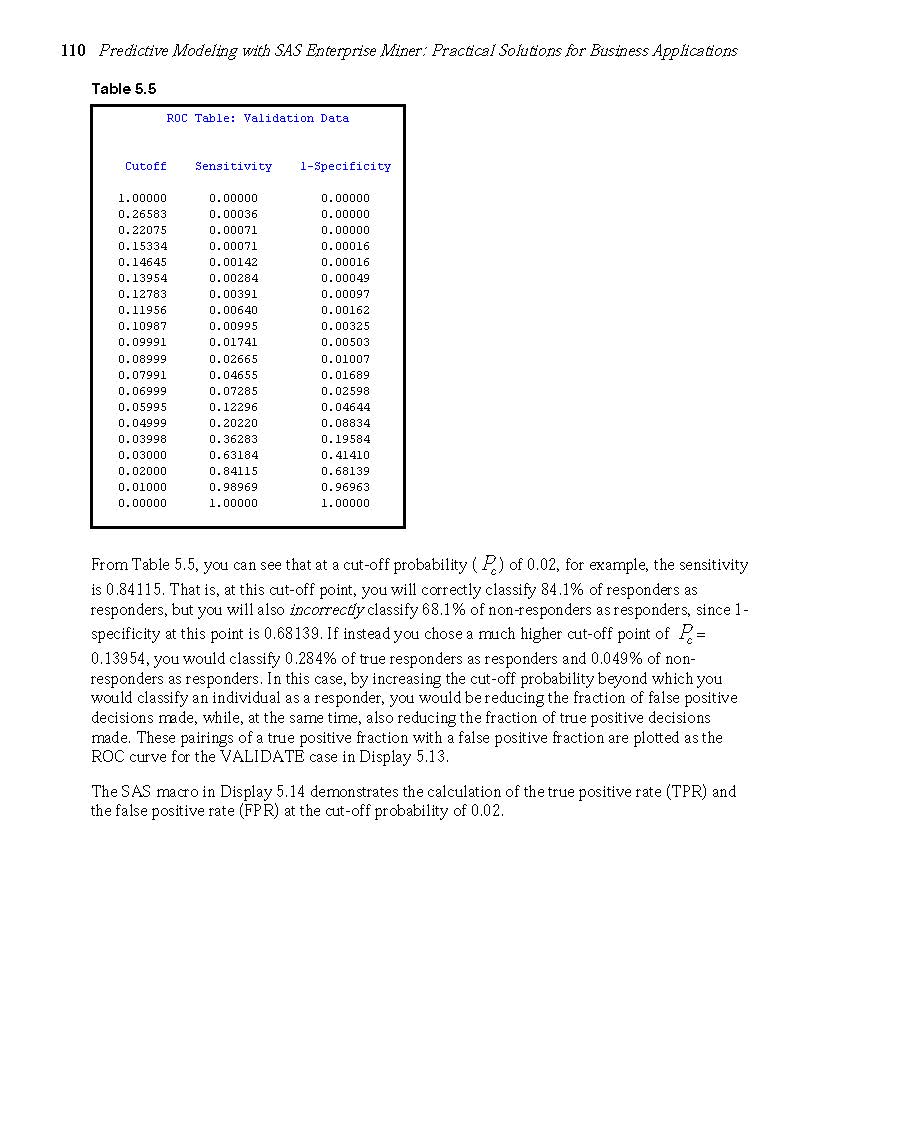 110 Predictive Modeling with SAS Enterprise Miner: Practical Solutions for Business Applications
Table 5.5
ROC Table: Validation Data
Cutoff Sensitivity 1-Specificity
1.00000 0.00000 0.00000
0.26583 0.00036 0.00000
0.22075 0.00071 0.00000
0.15334 0.00071 0.00016
0.14645 0.00142 0.00016
0.13954 0.00284 0.00049
0.12783 0.00391 0.00097
0.11956 0.00640 0.00162
0.10987 0.00995 0.00325
0.09991 0.01741 0.00503
0.08999 0.02665 0.01007
0.07991 0.04655 0.01689
0.06999 0.07285 0.02598
0.05995 0.12296 0.04644
0.04999 0.20220 0.08834
0.03998 0.36283 0.19584
0.03000 0.63184 0.41410
0.02000 0.84115 0.68139
0.01000 0.98969 0.96963
0.00000 1.00000 1.00000
From Table 5.5, you can see that at a cut-off probability ( Pc) of 0.02, for example, the sensitivity
is 0.84115. That is, at this cut-off point, you will correctly classify 84.1% of responders as
responders, but you will also incorrectly classify 68.1% of non-responders as responders, since 1-
specificity at this point is 0.68139. If instead you chose a much higher cut-off point of Pc =
0.13954, you would classify 0.284% of true responders as responders and 0.049% of non-
responders as responders. In this case, by increasing the cut-off probability beyond which you
would classify an individual as a responder, you would be reducing the fraction of false positive
decisions made, while, at the same time, also reducing the fraction of true positive decisions
made. These pairings of a true positive fraction with a false positive fraction are plotted as the
ROC curve for the VALIDATE case in Display 5.13.
The SAS macro in Display 5.14 demonstrates the calculation of the true positive rate (TPR) and
the false positive rate (FPR) at the cut-off probability of 0.02.